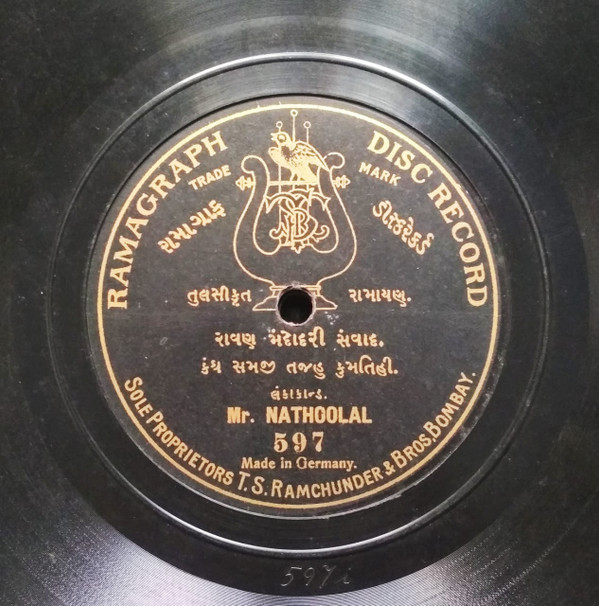 RAMAGRAPH DISC RECORD
TRADE MARK
રામાગ્રાફ ડીસ્કરેકર્ડ
તુલસીકૃત રામાયણ.
રાવણ મંદોદરી સંવાદ.
કંથ સમજી તજહુ કુમતિહી.
લંકાકાન્ડ.
Mr. NATHOOLAL
597
Made in Germany.
SOLE PROPRIETORS T. S. RAMCHUNDER & BROS, BOMBAY.